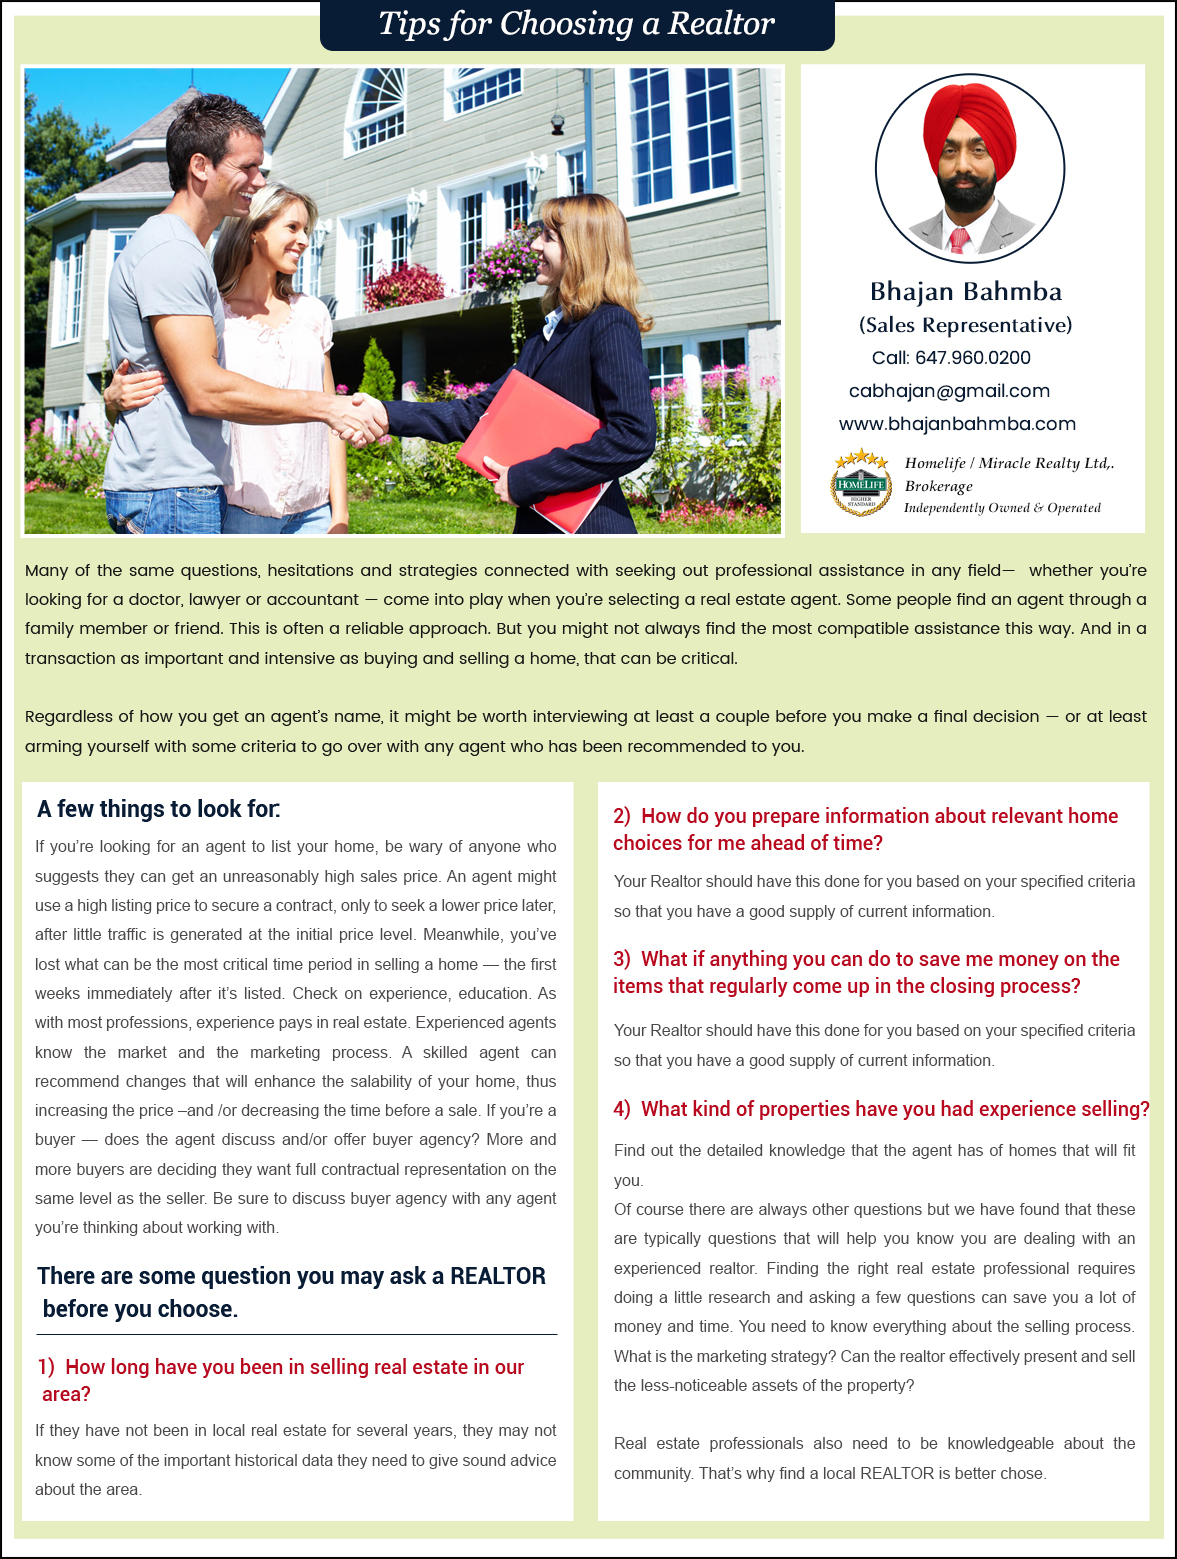 Tips for Choosing a Realtor
Bhajan Bahmba
(Sales Representative)
Call: 647.960.0200
cabhajan@gmail.com
www.bhajanbahmba.com
HOMELIFE
HIGHER
STANDARD
Homelife / Miracle Realty Ltd,.
Brokerage
Independently Owned & Operated
Many of the same questions, hesitations and strategies connected with seeking out professional assistance in any field— whether you're
looking for a doctor, lawyer or accountant — come into play when you're selecting a real estate agent. Some people find an agent through a
family member or friend. This is often a reliable approach. But you might not always find the most compatible assistance this way. And in a
transaction as important and intensive as buying and selling a home, that can be critical.
Regardless of how you get an agent's name, it might be worth interviewing at least a couple before you make a final decision — or at least
arming yourself with some criteria to go over with any agent who has been recommended to you.
A few things to look for:
If you're looking for an agent to list your home, be wary of anyone who
suggests they can get an unreasonably high sales price. An agent might
use a high listing price to secure a contract, only to seek a lower price later,
after little traffic is generated at the initial price level. Meanwhile, you've
lost what can be the most critical time period in selling a home — the first
weeks immediately after it's listed. Check on experience, education. As
with most professions, experience pays in real estate. Experienced agents
know the market and the marketing process. A skilled agent can
recommend changes that will enhance the salability of your home, thus
increasing the price –and /or decreasing the time before a sale. If you're a
buyer — does the agent discuss and/or offer buyer agency? More and
more buyers are deciding they want full contractual representation on the
same level as the seller. Be sure to discuss buyer agency with any agent
you're thinking about working with.
There are some question you may ask a REALTOR
before you choose.
1) How long have you been in selling real estate in our
area?
If they have not been in local real estate for several years, they may not
know some of the important historical data they need to give sound advice
about the area.
2) How do you prepare information about relevant home
choices for me ahead of time?
Your Realtor should have this done for you based on your specified criteria
so that you have a good supply of current information.
3) What if anything you can do to save me money on the
items that regularly come up in the closing process?
Your Realtor should have this done for you based on your specified criteria
so that you have a good supply of current information.
4) What kind of properties have you had experience selling?
Find out the detailed knowledge that the agent has of homes that will fit
you.
Of course there are always other questions but we have found that these
are typically questions that will help you know you are dealing with an
experienced realtor. Finding the right real estate professional requires
doing a little research and asking a few questions can save you a lot of
money and time. You need to know everything about the selling process.
What is the marketing strategy? Can the realtor effectively present and sell
the less-noticeable assets of the property?
Real estate professionals also need to be knowledgeable about the
community. That's why find a local REALTOR is better chose.